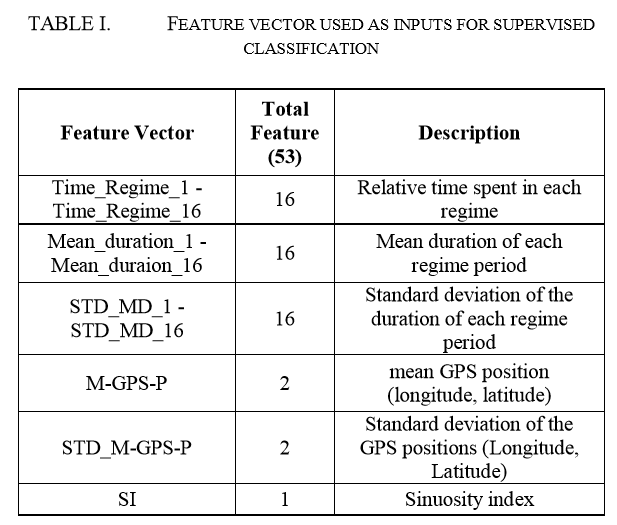 TABLE I. FEATURE VECTOR USED AS INPUTS FOR SUPERVISED
CLASSIFICATION
Feature Vector
Total
Feature
(53)
Description
Time_Regime_1 -
Time_Regime_16
16
Relative time spent in each
regime
Mean_duration_1 -
Mean_duraion_16
16
Mean duration of each
regime period
STD_MD_1 -
STD_MD_16
16
Standard deviation of the
duration of each regime
period
M-GPS-P
2
mean GPS position
(longitude, latitude)
STD_M-GPS-P
2
Standard deviation of the
GPS positions (Longitude,
Latitude)
SI
1
Sinuosity index